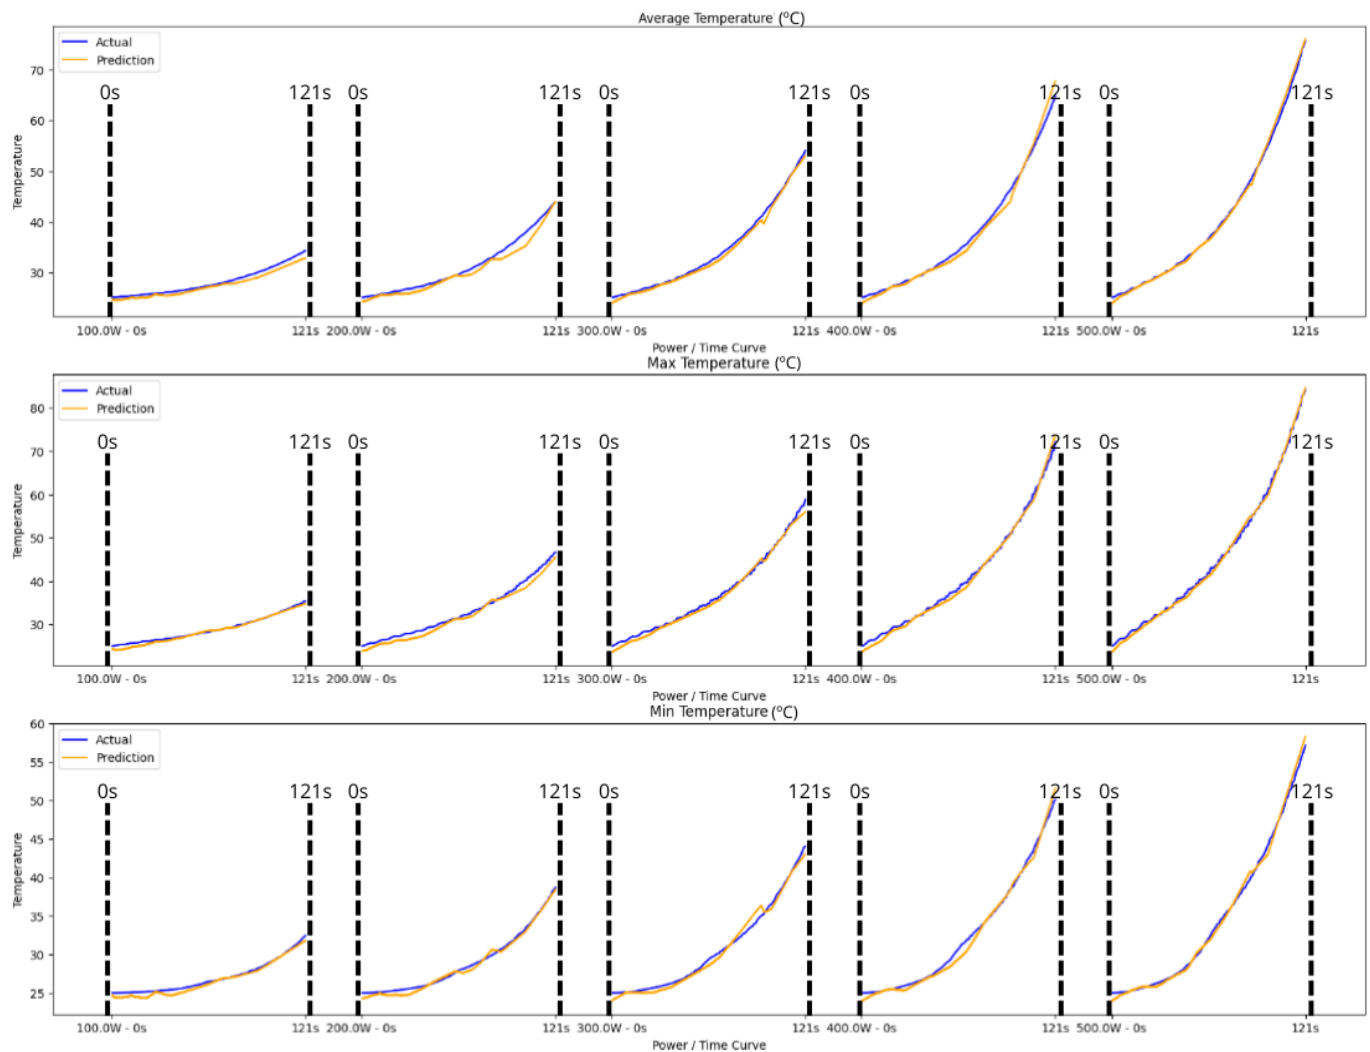 Average Temperature (ºC)
Actual
Prediction
0s 121s 0s 121s 0s 121s 0s 121s 0s 121s
70
60
50
40
30
Temperature
100.0W - 0s 121s 200.0W - 0s 121s 300.0W - 0s 121s 400.0W - 0s 121s 500.0W - 0s 121s
Power / Time Curve
Max Temperature (ºC)
Actual
Prediction
0s 121s 0s 121s 0s 121s 0s 121s 0s 121s
80
70
60
50
40
30
Temperature
100.0W - 0s 121s 200.0W - 0s 121s 300.0W - 0s 121s 400.0W - 0s 121s 500.0W - 0s 121s
Power / Time Curve
Min Temperature (ºC)
Actual
Prediction
0s 121s 0s 121s 0s 121s 0s 121s 0s 121s
60
55
50
45
40
35
30
25
Temperature
100.0W - 0s 121s 200.0W - 0s 121s 300.0W - 0s 121s 400.0W - 0s 121s 500.0W - 0s 121s
Power / Time Curve